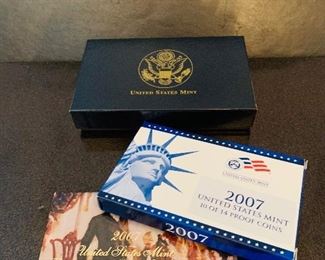 UNITED STATES MINT
UNITED STATES MINT
2007
UNITED STATES MINT
10 OF 14 PROOF COINS
2007
United States Mint